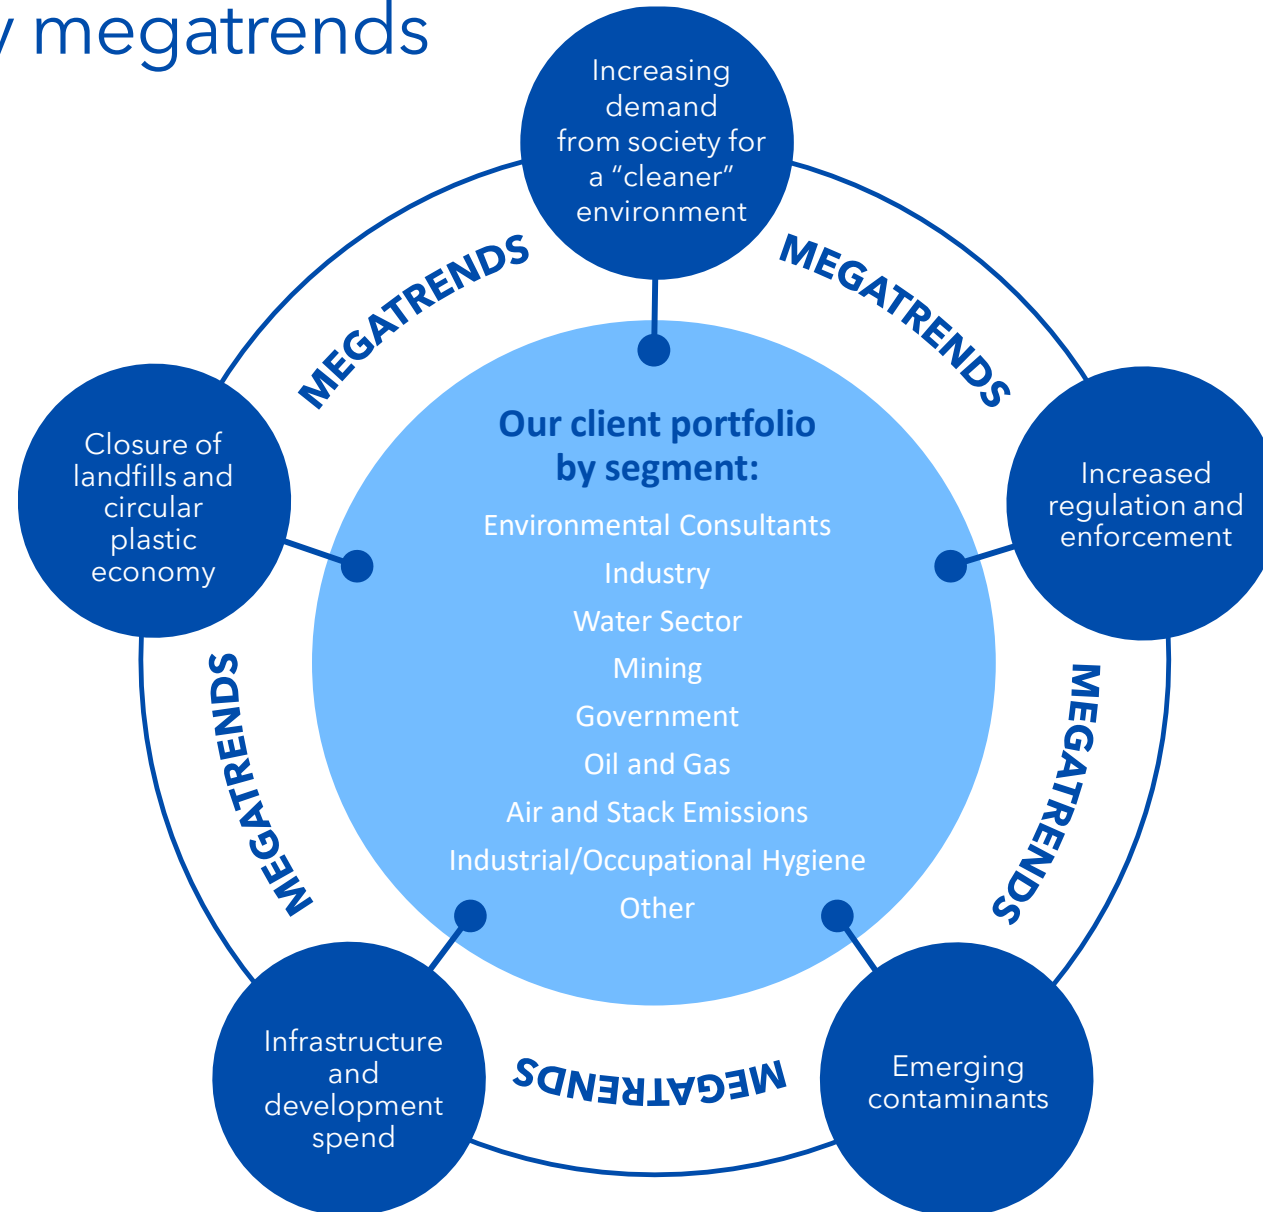 y megatrends
Increasing
demand
from society for
a “cleaner”
environment
MEGATRENDS
MEGATRENDS
Closure of
landfills and
circular
plastic
economy
Increased
regulation and
enforcement
Our client portfolio
by segment:
Environmental Consultants
Industry
Water Sector
Mining
Government
Oil and Gas
Air and Stack Emissions
Industrial/Occupational Hygiene
Other
MEGATRENDS
MEGATRENDS
Infrastructure
and
development
spend
MEGATRENDS
Emerging
contaminants